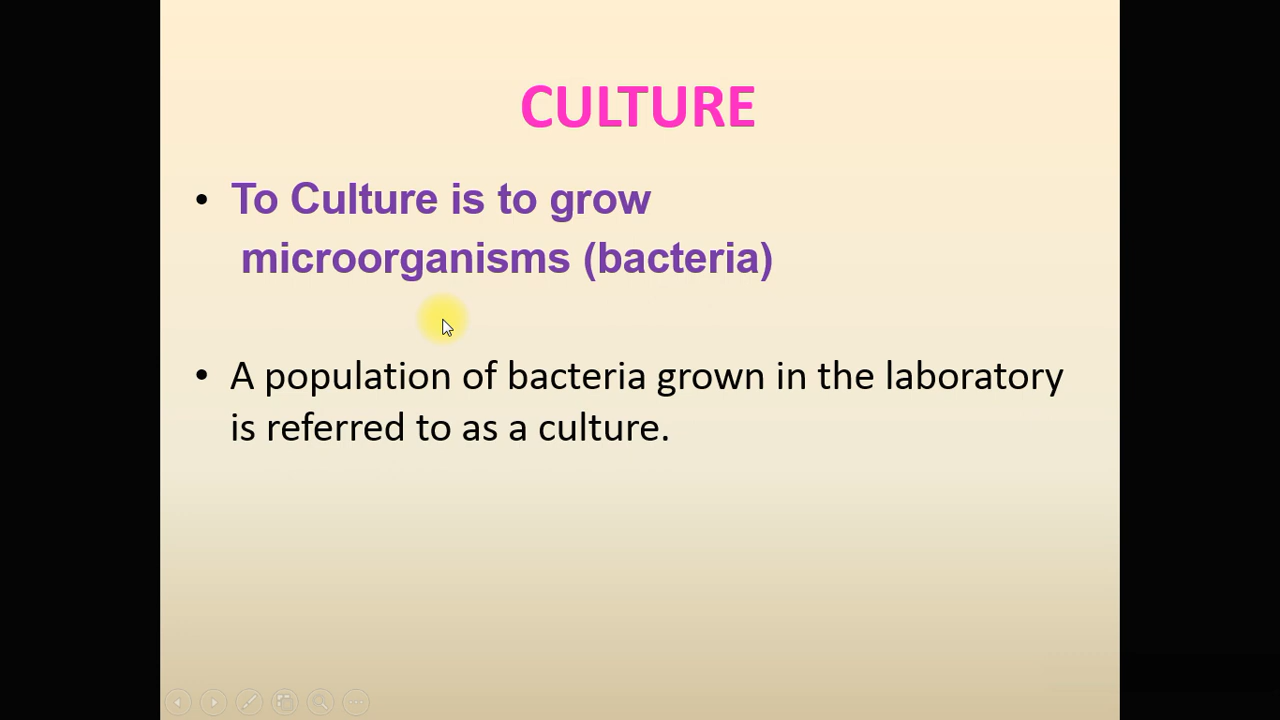 CULTURE
• To Culture is to grow
microorganisms (bacteria)
• A population of bacteria grown in the laboratory
is referred to as a culture.